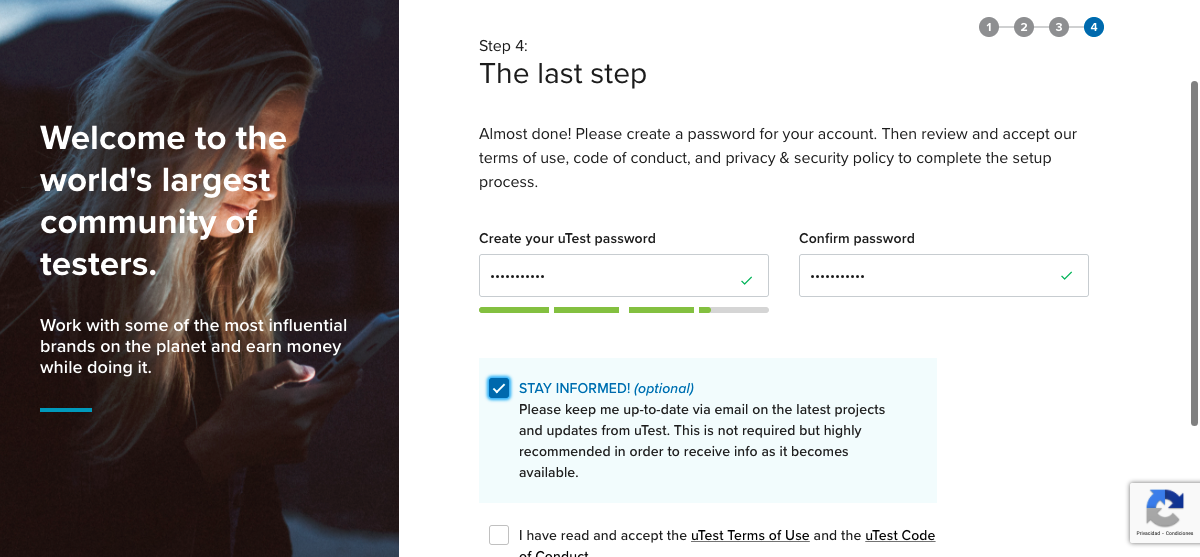 Welcome to the
world's largest
community of
testers.
Work with some of the most influential
brands on the planet and earn money
while doing it.
1 2 3 4
Step 4:
The last step
Almost done! Please create a password for your account. Then review and accept our
terms of use, code of conduct, and privacy & security policy to complete the setup
process.
Create your uTest password
•••••••••••
Confirm password
•••••••••••
STAY INFORMED! (optional)
Please keep me up-to-date via email on the latest projects
and updates from uTest. This is not required but highly
recommended in order to receive info as it becomes
available.
I have read and accept the uTest Terms of Use and the uTest Code
of Conduct
Privacidad - Condiciones